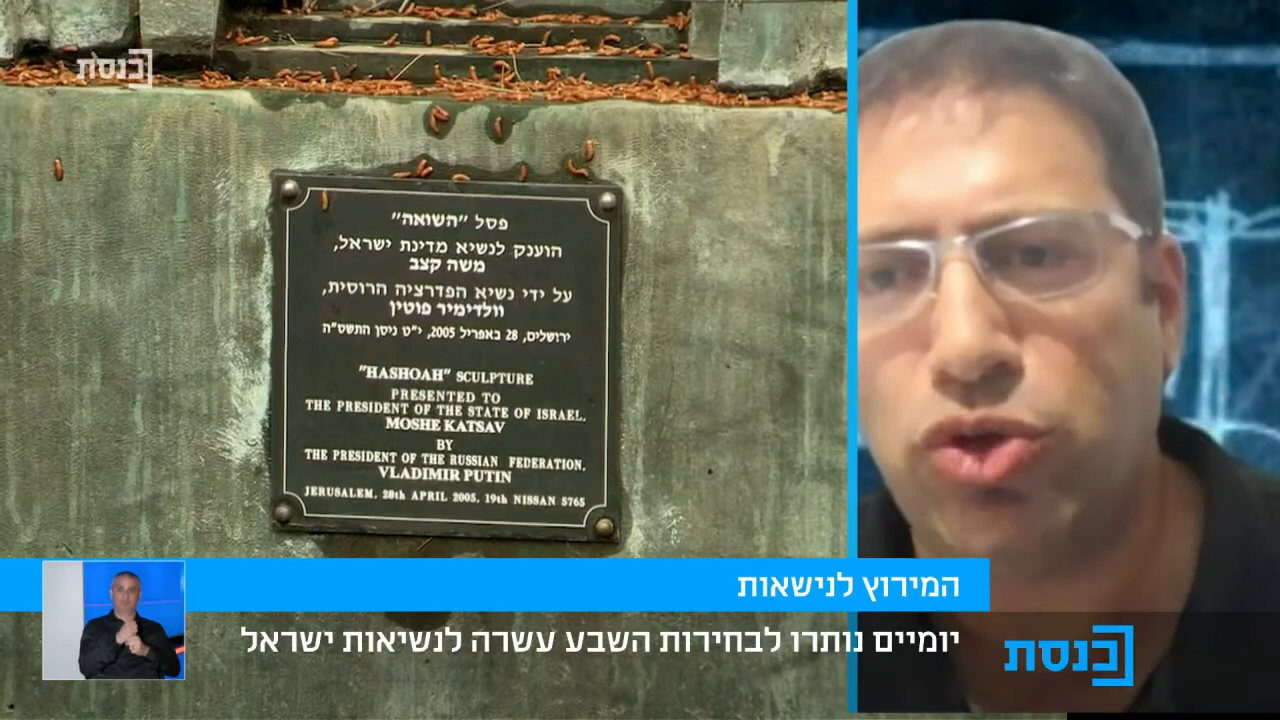 כנסת
פסל "השואה"
הוענק לנשיא מדינת ישראל,
משה קצב
על ידי נשיא הפדרציה הרוסית,
וולדימיר פוטין
ירושלים, 28 באפריל 2005, י"ט ניסן התשס"ה
"HASHOAH" SCULPTURE
PRESENTED TO
THE PRESIDENT OF THE STATE OF ISRAEL,
MOSHE KATSAV
BY
THE PRESIDENT OF THE RUSSIAN FEDERATION,
VLADIMIR PUTIN
JERUSALEM, 28th APRIL 2005, 19th NISSAN 5765
המירוץ לנישאות
יומיים נותרו לבחירות השבע עשרה לנשיאות ישראל
כנסת